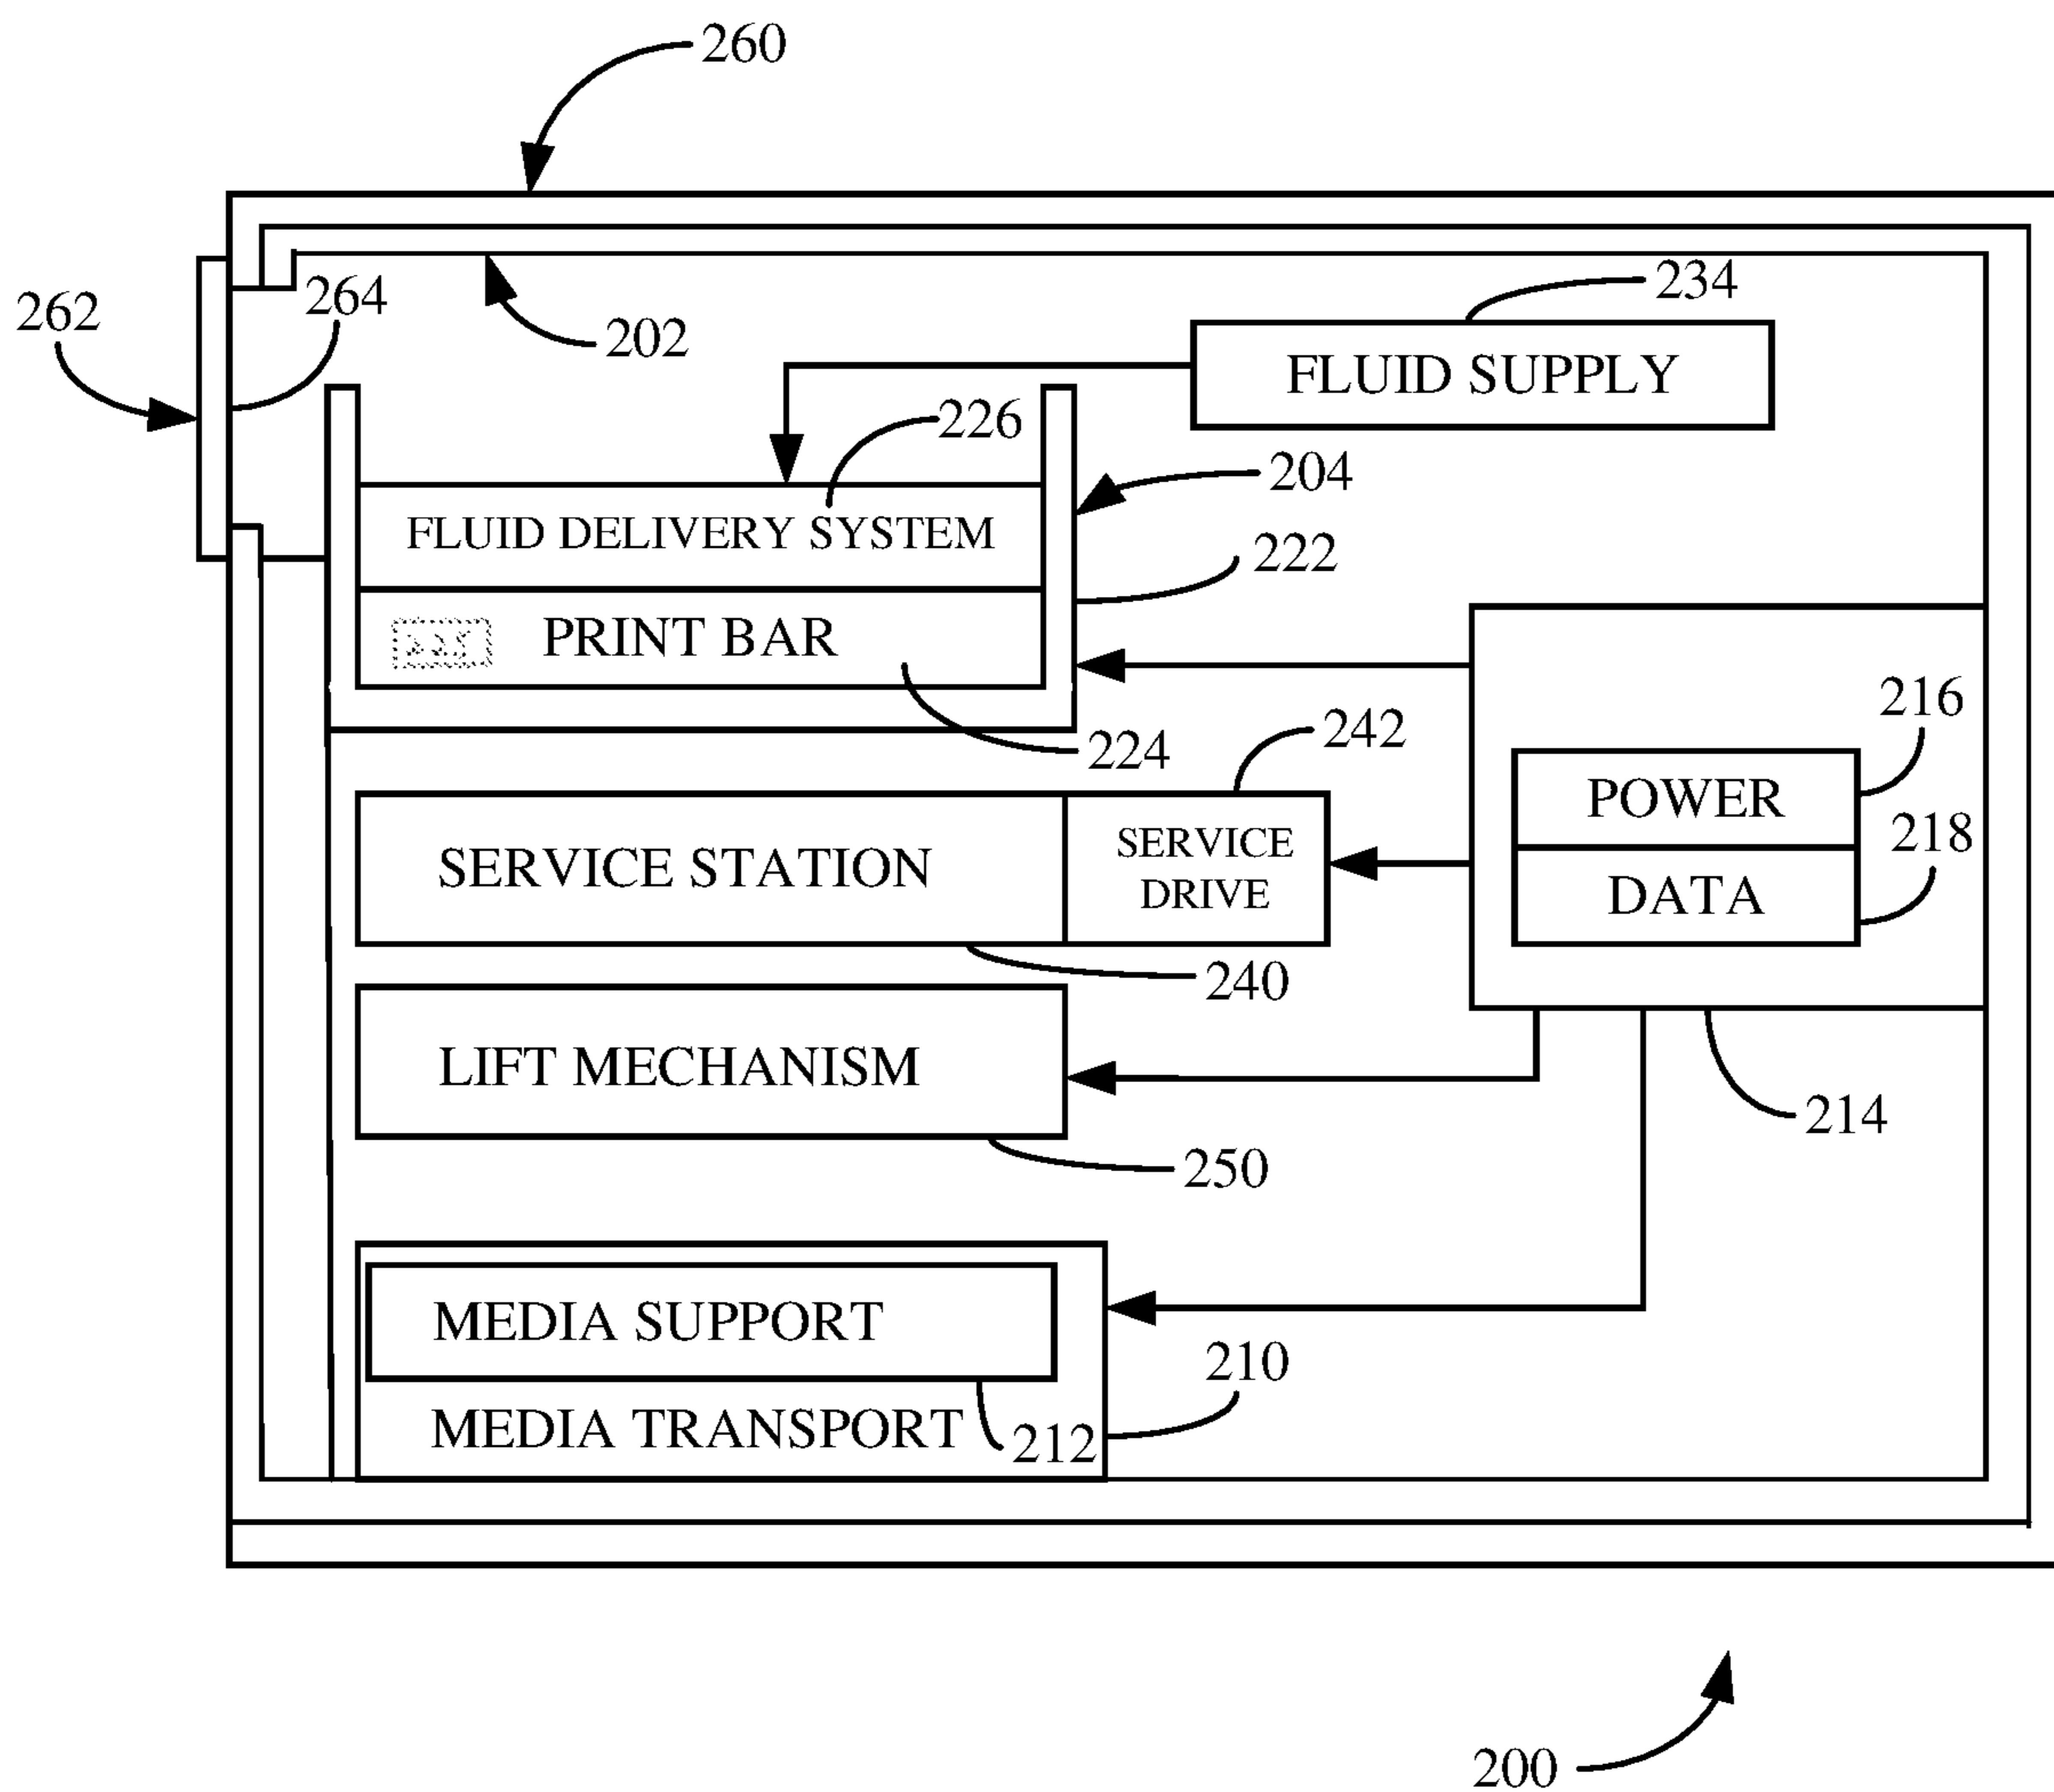 260
262
264
202
234
FLUID SUPPLY
226
204
FLUID DELIVERY SYSTEM
222
PRINT BAR
224
242
216
POWER
218
DATA
SERVICE STATION
SERVICE
DRIVE
240
LIFT MECHANISM
214
250
MEDIA SUPPORT
210
MEDIA TRANSPORT
212
200